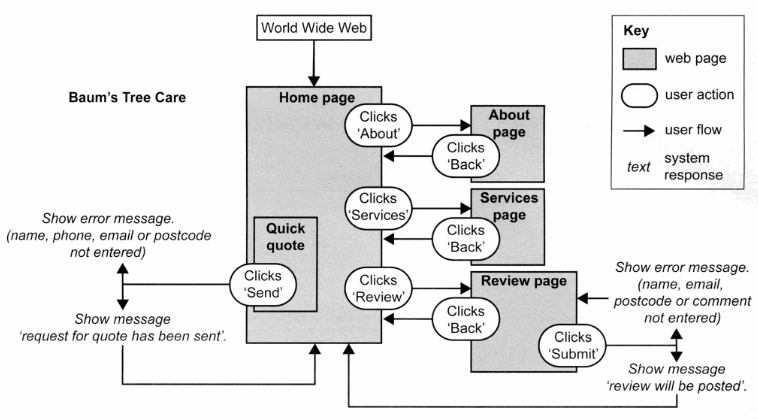 World Wide Web
Key
web page
user action
user flow
text system
response
Baum's Tree Care
Home page
Clicks
'About'
About
page
Clicks
'Back'
Clicks
'Services'
Services
page
Clicks
'Back'
Quick
quote
Clicks
'Send'
Show error message.
(name, phone, email or postcode
not entered)
Show message
'request for quote has been sent'.
Clicks
'Review'
Review page
Clicks
'Back'
Clicks
'Submit'
Show error message.
(name, email,
postcode or comment
not entered)
Show message
'review will be posted'.